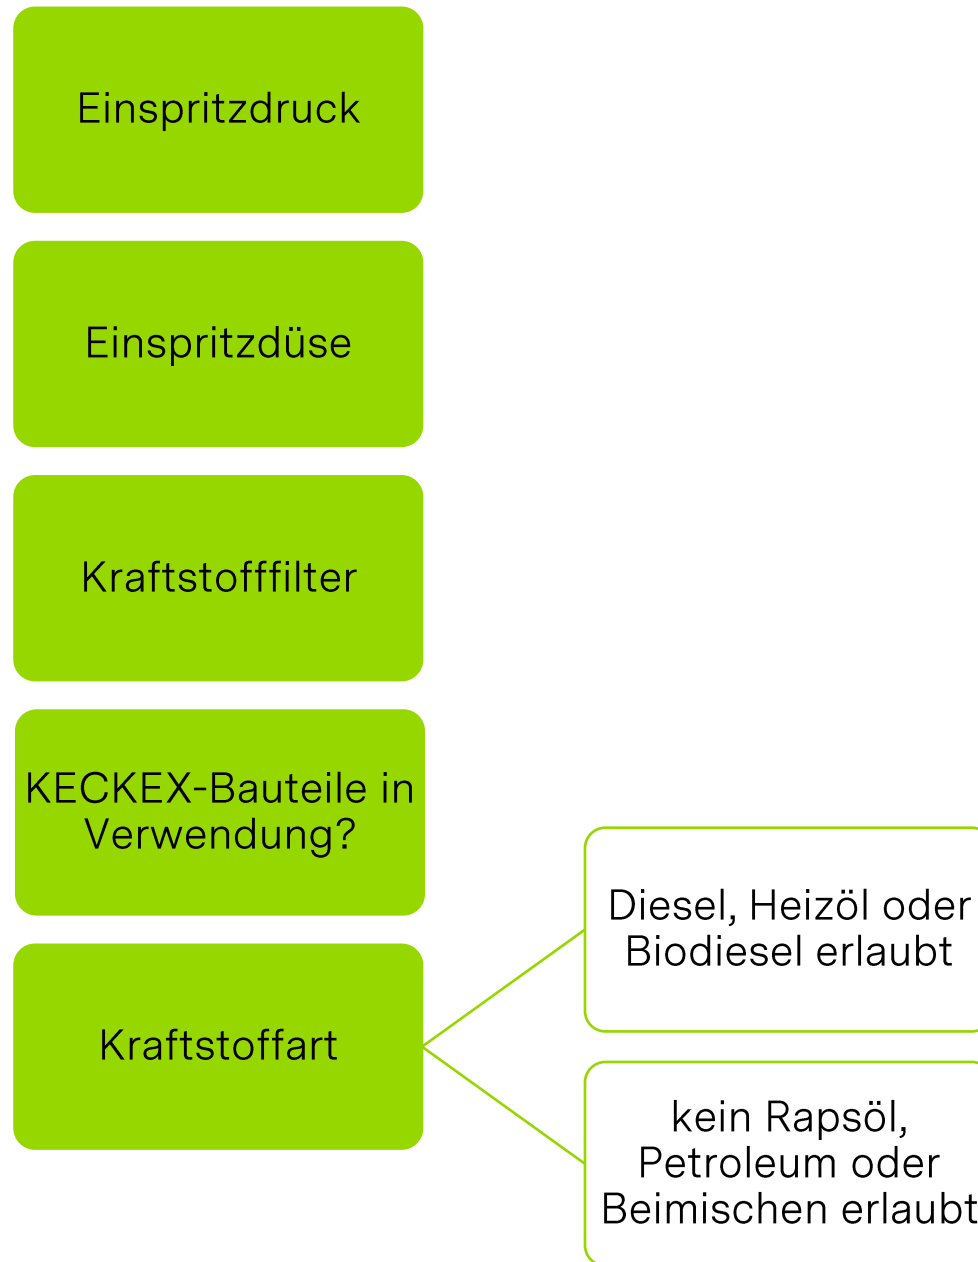 Einspritzdruck
Einspritzdüse
Kraftstofffilter
KECKEX-Bauteile in
Verwendung?
Kraftstoffart
Diesel, Heizöl oder
Biodiesel erlaubt
kein Rapsöl,
Petroleum oder
Beimischen erlaubt